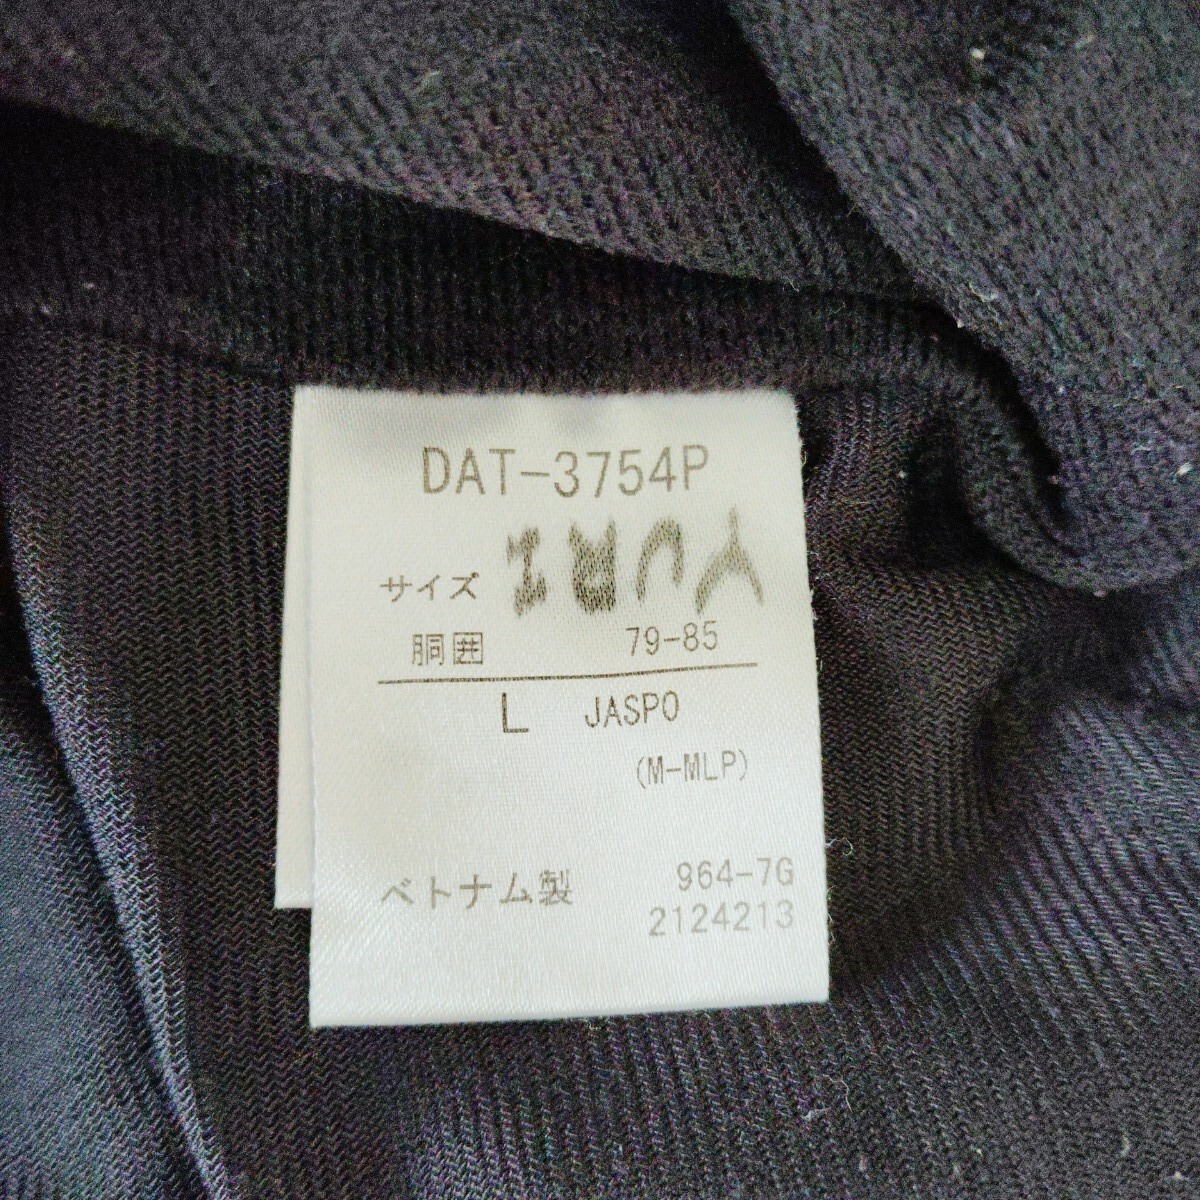 DAT-3754P
YURI
サイズ
胴囲 79-85
L JASPO
(M-MLP)
ベトナム製 964-7G
2124213